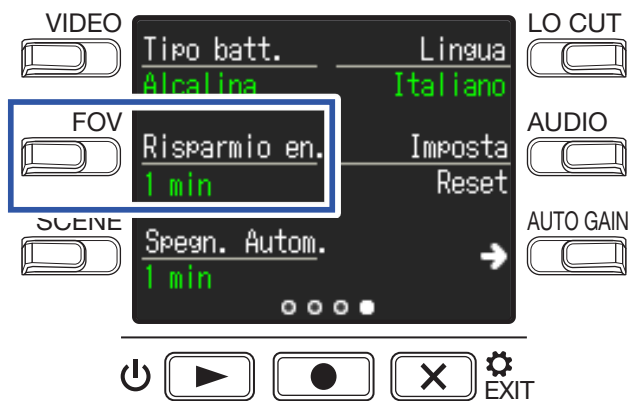 VIDEO
LO CUT
Tipo batt.
Lingua
Alcalina
Italiano
FOV
AUDIO
Risparmio en.
Imposta
1 min
Reset
SCENE
AUTO GAIN
Spegn. Autom.
1 min
EXIT